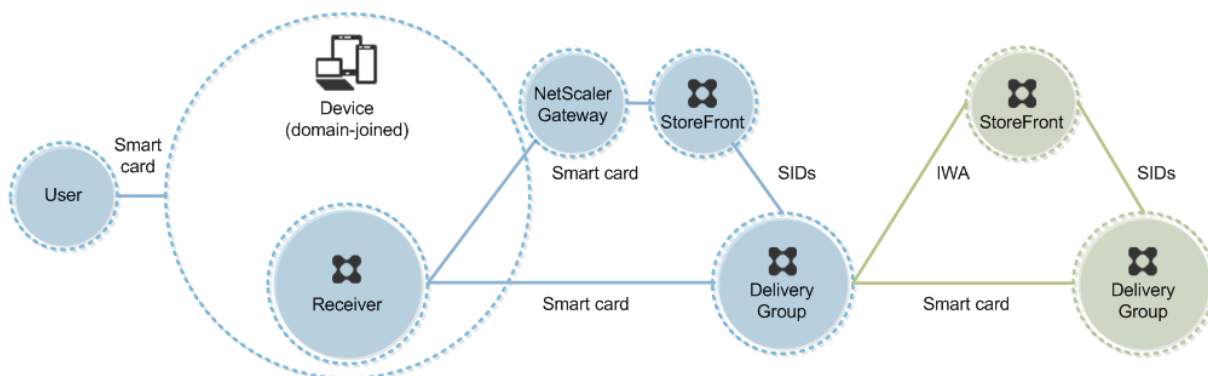 User
Smart
card
Device
(domain-joined)
Receiver
NetScaler
Gateway
StoreFront
Smart card
SIDs
Smart card
Delivery
Group
IWA
StoreFront
SIDs
Smart card
Delivery
Group